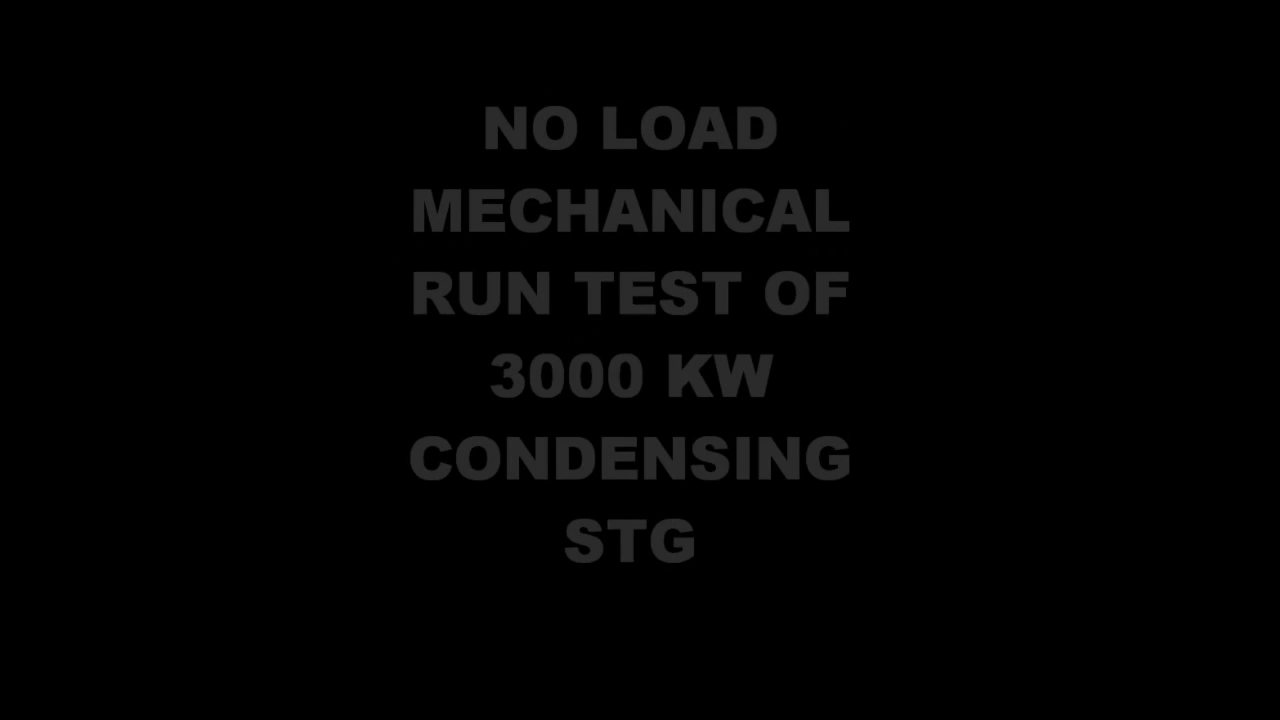 NO LOAD
MECHANICAL
RUN TEST OF
3000 KW
CONDENSING
STG